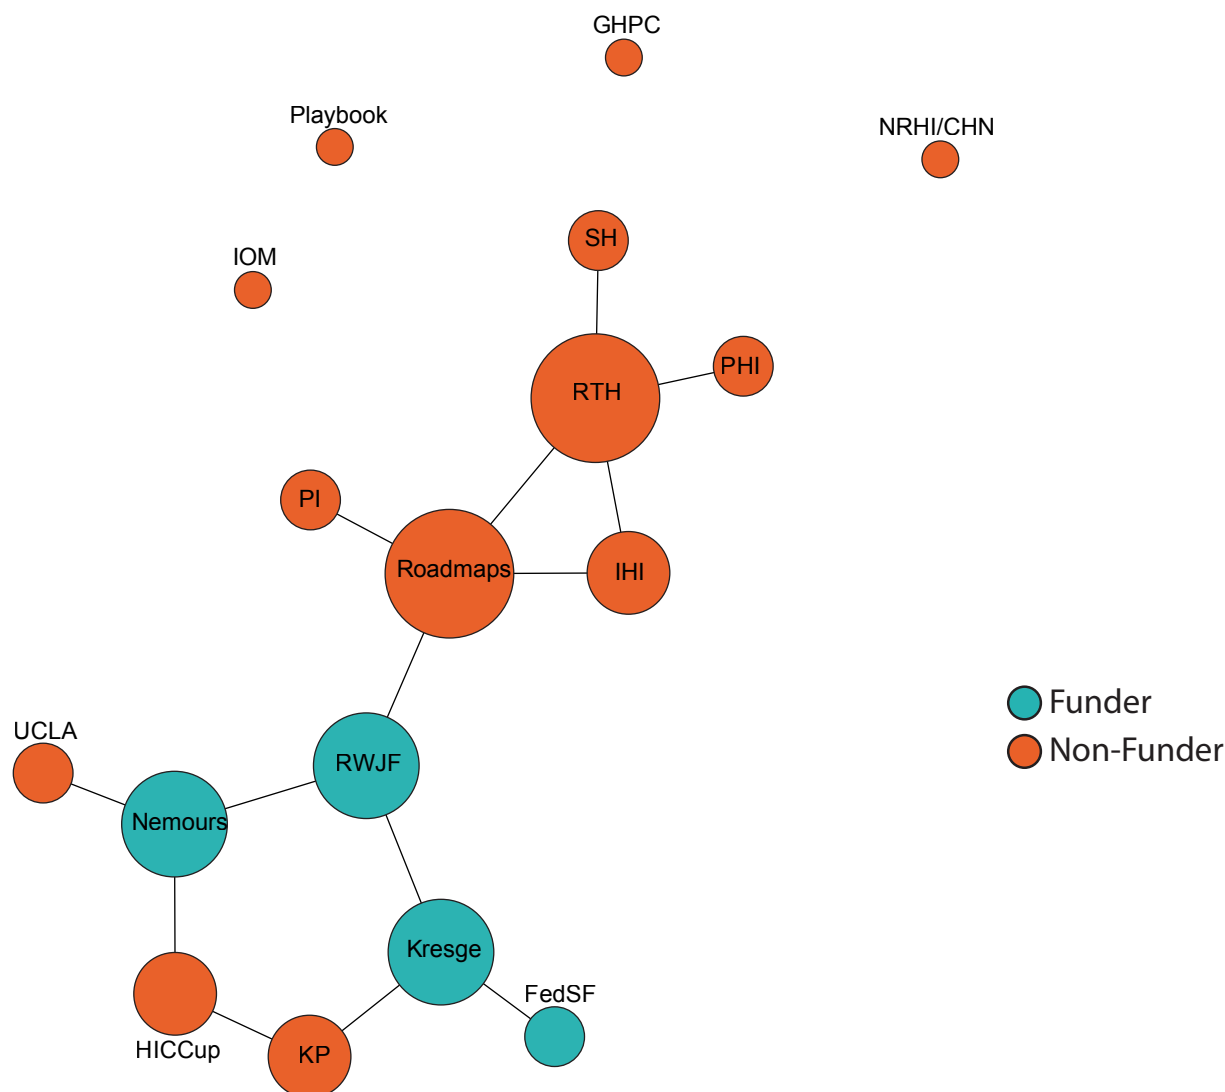 GHPC
Playbook
NRHI/CHN
SH
IOM
PHI
RTH
PI
Roadmaps
IHI
Funder
UCLA
Non-Funder
RWJF
Nemours
Kresge
FedSF
HICCup
KP